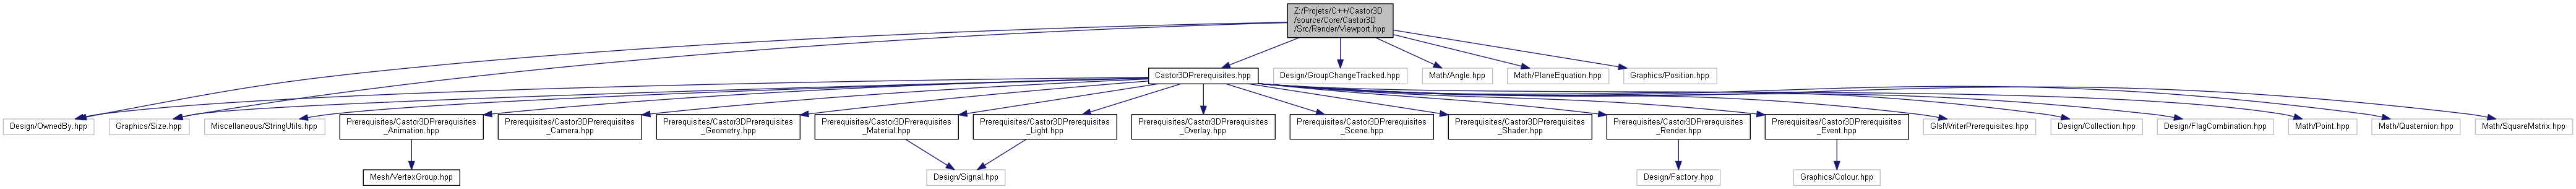 Z:/Projets/C++/Castor3D
/source/Core/Castor3D
/Src/Render/Viewport.hpp
Castor3DPrerequisites.hpp
Design/GroupChangeTracked.hpp
Math/Angle.hpp
Math/PlaneEquation.hpp
Graphics/Position.hpp
Design/OwnedBy.hpp
Graphics/Size.hpp
Miscellaneous/StringUtils.hpp
Prerequisites/Castor3DPrerequisites
_Animation.hpp
Prerequisites/Castor3DPrerequisites
_Camera.hpp
Prerequisites/Castor3DPrerequisites
_Geometry.hpp
Prerequisites/Castor3DPrerequisites
_Material.hpp
Prerequisites/Castor3DPrerequisites
_Light.hpp
Prerequisites/Castor3DPrerequisites
_Overlay.hpp
Prerequisites/Castor3DPrerequisites
_Scene.hpp
Prerequisites/Castor3DPrerequisites
_Shader.hpp
Prerequisites/Castor3DPrerequisites
_Render.hpp
Prerequisites/Castor3DPrerequisites
_Event.hpp
GlslWriterPrerequisites.hpp
Design/Collection.hpp
Design/FlagCombination.hpp
Math/Point.hpp
Math/Quaternion.hpp
Math/SquareMatrix.hpp
Mesh/VertexGroup.hpp
Design/Signal.hpp
Design/Factory.hpp
Graphics/Colour.hpp